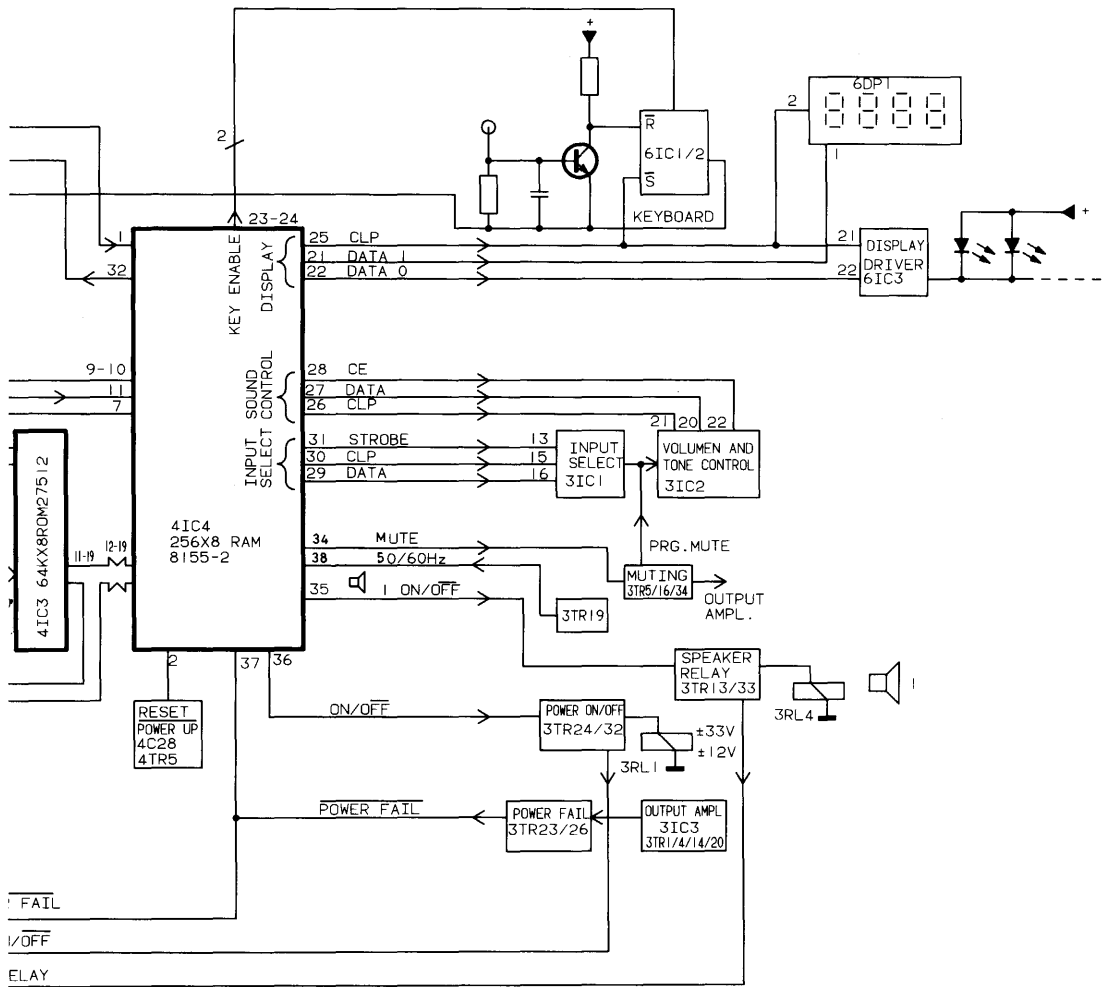 +
2
6DP1
2
R
6IC1/2
S
1
KEYBOARD
+
23-24
1
25 CLP
21
DISPLAY
DRIVER
6IC3
21 DATA 1
32
22 DATA 0
22
KEY ENABLE
DISPLAY
9-10
28 CE
11
27 DATA
7
26 CLP
SOUND
CONTROL
21 20 22
31 STROBE
13
INPUT
SELECT
3IC1
VOLUMEN AND
TONE CONTROL
3IC2
30 CLP
15
29 DATA
16
INPUT
SELECT
4IC3 64KX8ROM27512
11-19
12-19
4IC4
256X8 RAM
8155-2
34 MUTE
PRG.MUTE
38 50/60Hz
MUTING
3TR5/16/34
OUTPUT
AMPL.
35
1 ON/OFF
3TR19
2
37
36
SPEAKER
RELAY
3TR13/33
3RL4
1
RESET
POWER UP
4C28
4TR5
ON/OFF
POWER ON/OFF
3TR24/32
±33V
±12V
3RL1
POWER FAIL
POWER FAIL
3TR23/26
OUTPUT AMPL
3IC3
3TR1/4/14/20
FAIL
/OFF
ELAY